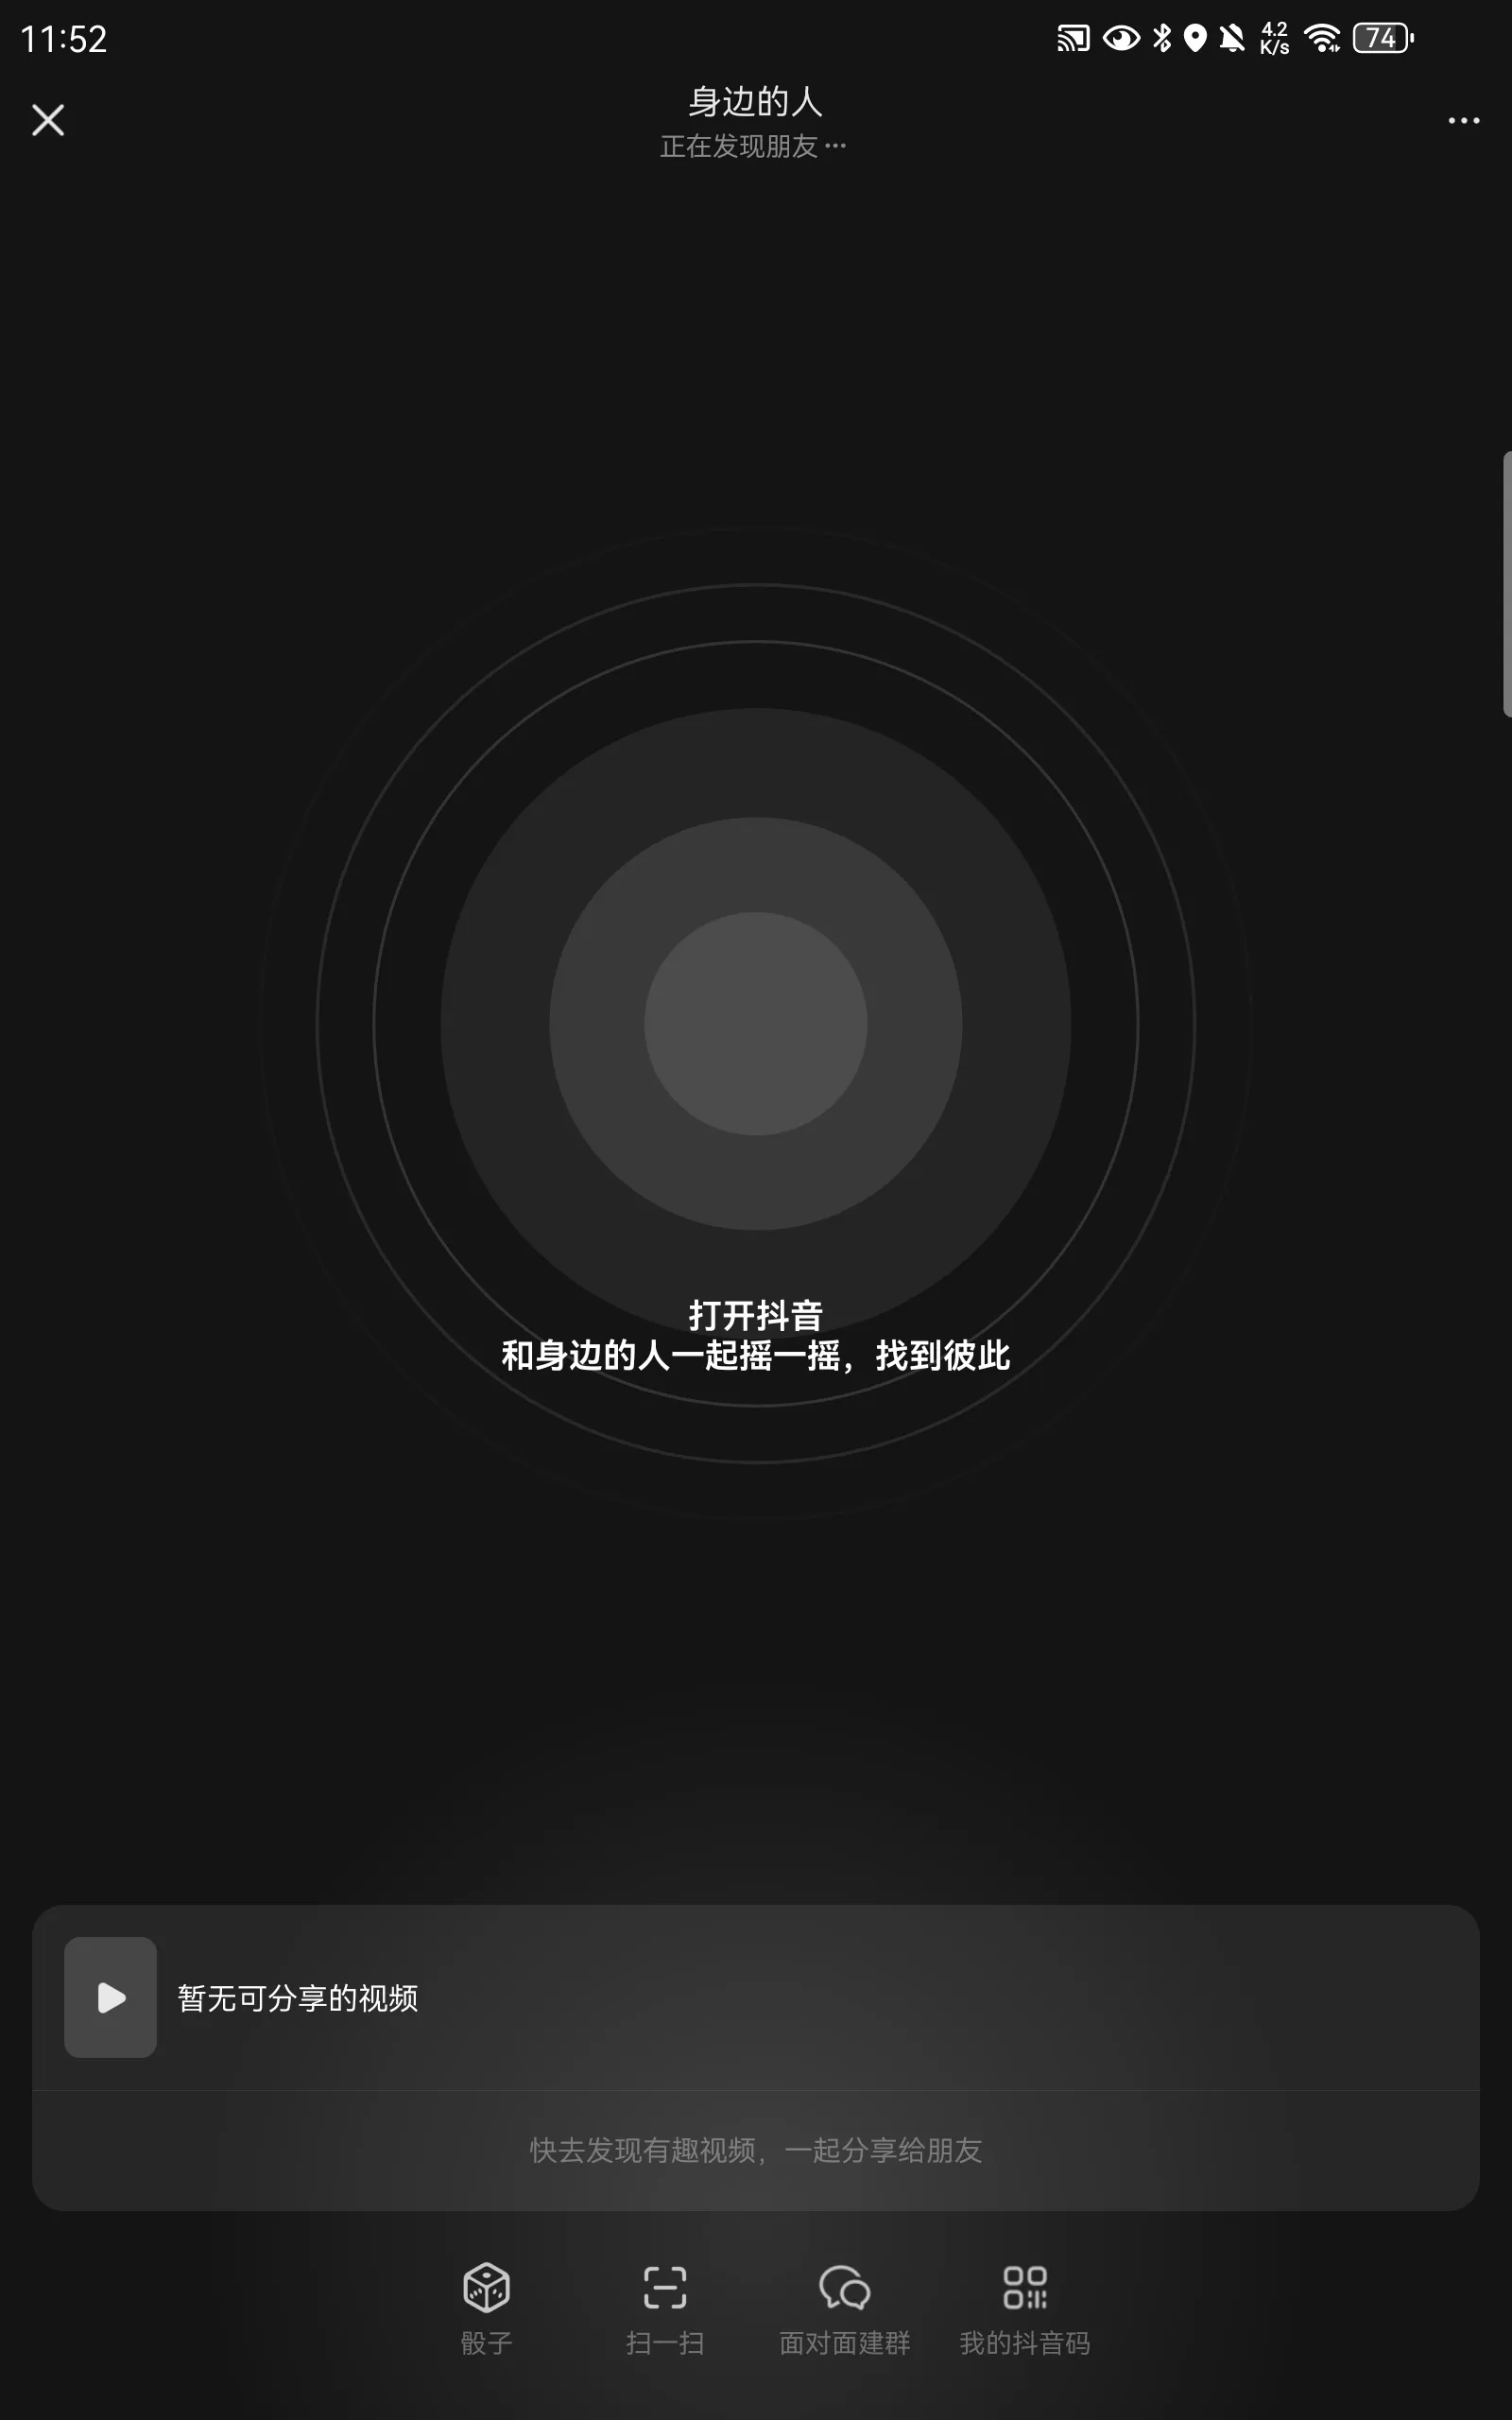 11:52
4.2
K/s
74
身边的人
正在发现朋友 ···
打开抖音
和身边的人一起摇一摇，找到彼此
暂无可分享的视频
快去发现有趣视频，一起分享给朋友
骰子
扫一扫
面对面建群
我的抖音码